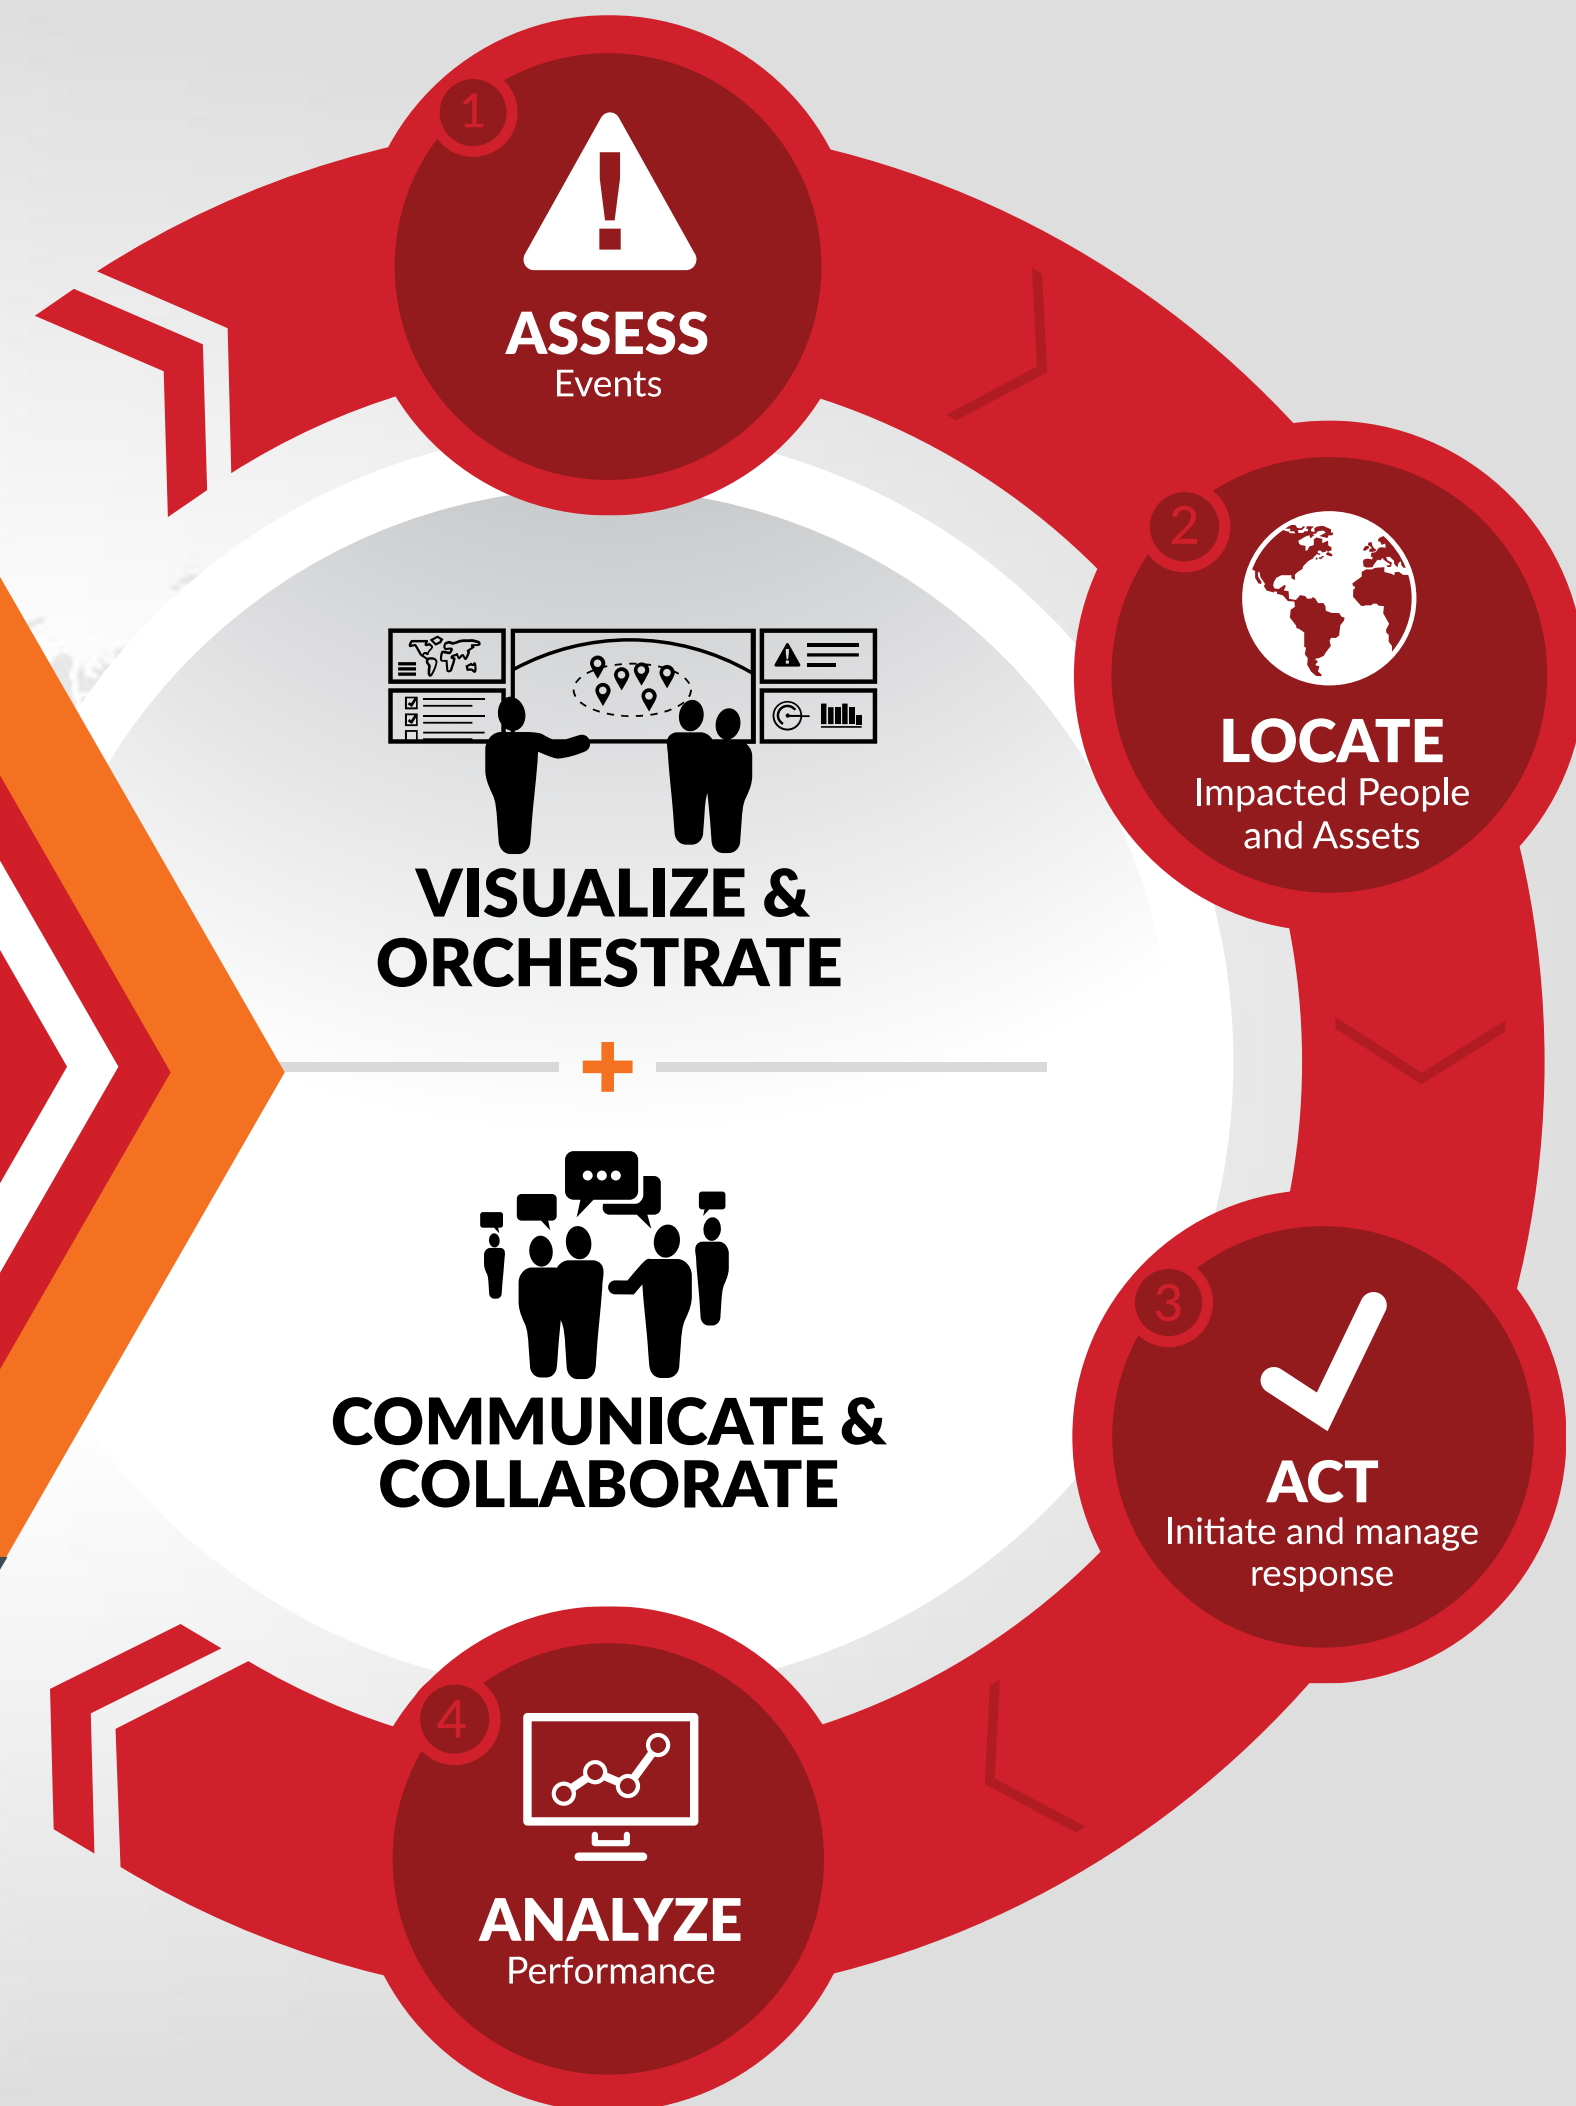 1
ASSESS
Events
2
LOCATE
Impacted People
and Assets
VISUALIZE &
ORCHESTRATE
+
COMMUNICATE &
COLLABORATE
3
ACT
Initiate and manage
response
4
ANALYZE
Performance